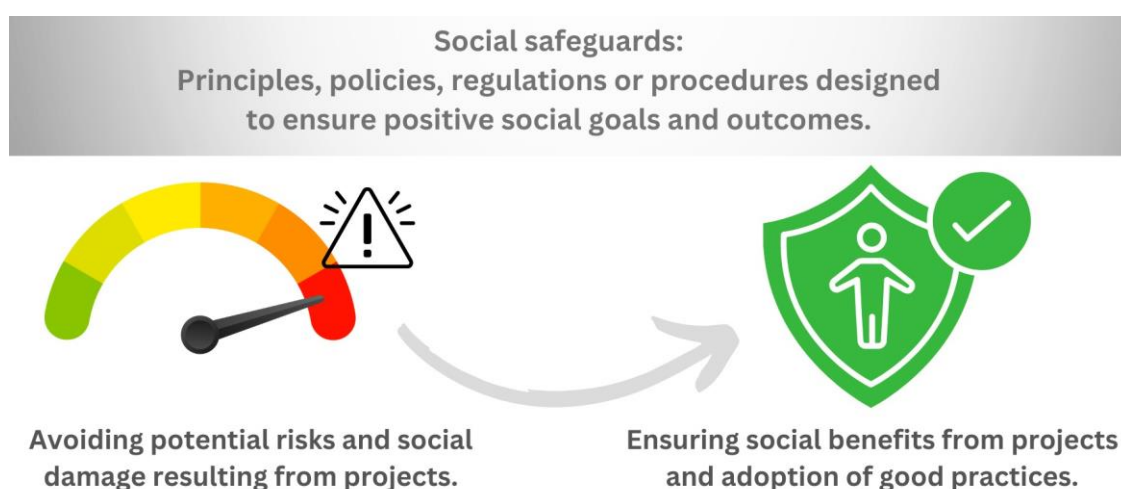 Social safeguards:
Principles, policies, regulations or procedures designed
to ensure positive social goals and outcomes.
Avoiding potential risks and social
damage resulting from projects.
Ensuring social benefits from projects
and adoption of good practices.